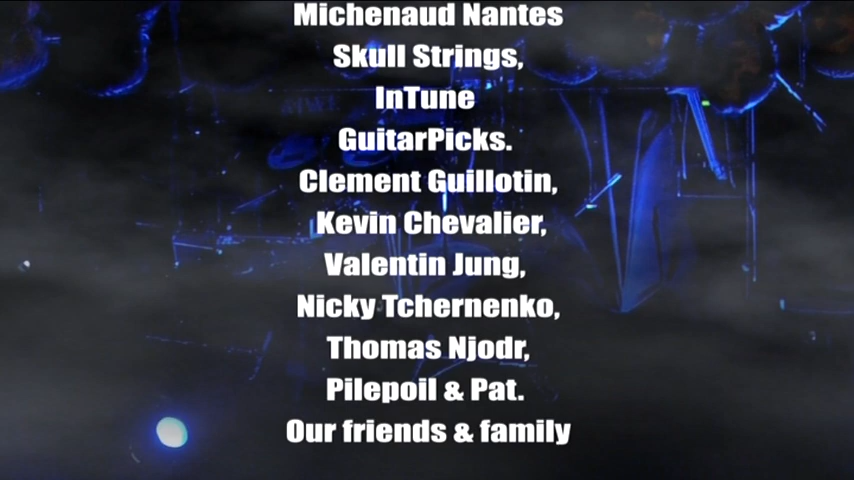 Michenaud Nantes
Skull Strings,
InTune
GuitarPicks.
Clement Guillotin,
Kevin Chevalier,
Valentin Jung,
Nicky Tchernenko,
Thomas Njodr,
Pilepoil & Pat.
Our friends & family